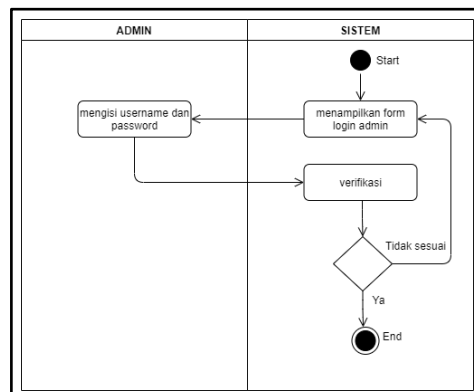 ADMIN
SISTEM
Start
menampilkan form
login admin
mengisi username dan
password
verifikasi
Tidak sesuai
Ya
End